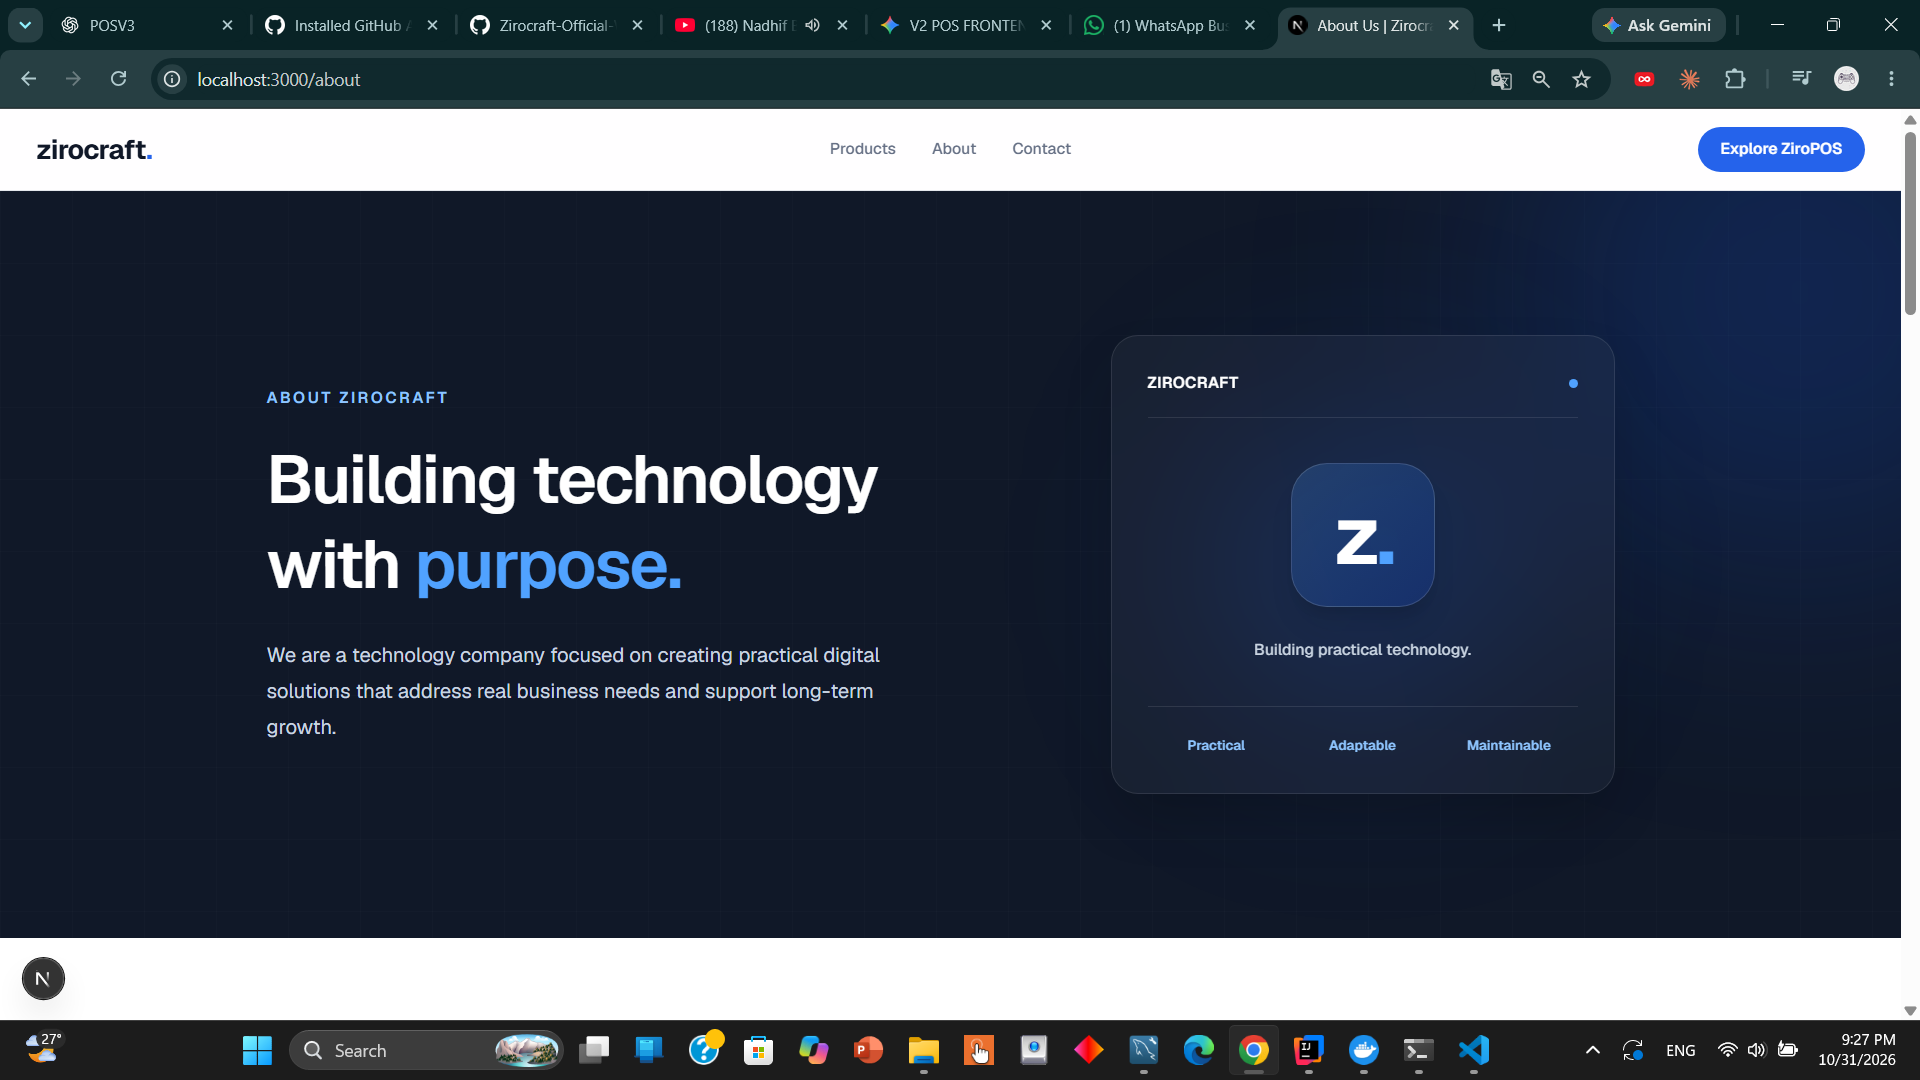 POSV3
Installed GitHub A
Zirocraft-Official-
(188) Nadhif
V2 POS FRONTEN
(1) WhatsApp Bus
About Us | Zirocra
Ask Gemini
localhost:3000/about
zirocraft.
Products
About
Contact
Explore ZiroPOS
ABOUT ZIROCRAFT
Building technology
with purpose.
We are a technology company focused on creating practical digital
solutions that address real business needs and support long-term
growth.
ZIROCRAFT
z.
Building practical technology.
Practical
Adaptable
Maintainable
N
27°
Search
ENG
9:27 PM
10/31/2026